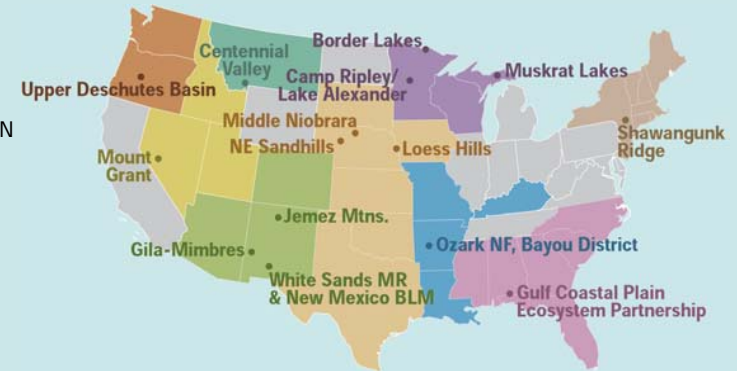 Border Lakes
Centennial
Valley
Camp Ripley/
Lake Alexander
Muskrat Lakes
Upper Deschutes Basin
N
Middle Niobrara
NE Sandhills
Loess Hills
Shawangunk
Ridge
Mount
Grant
Jemez Mtns.
Gila-Mimbres
Ozark NF, Bayou District
White Sands MR
& New Mexico BLM
Gulf Coastal Plain
Ecosystem Partnership